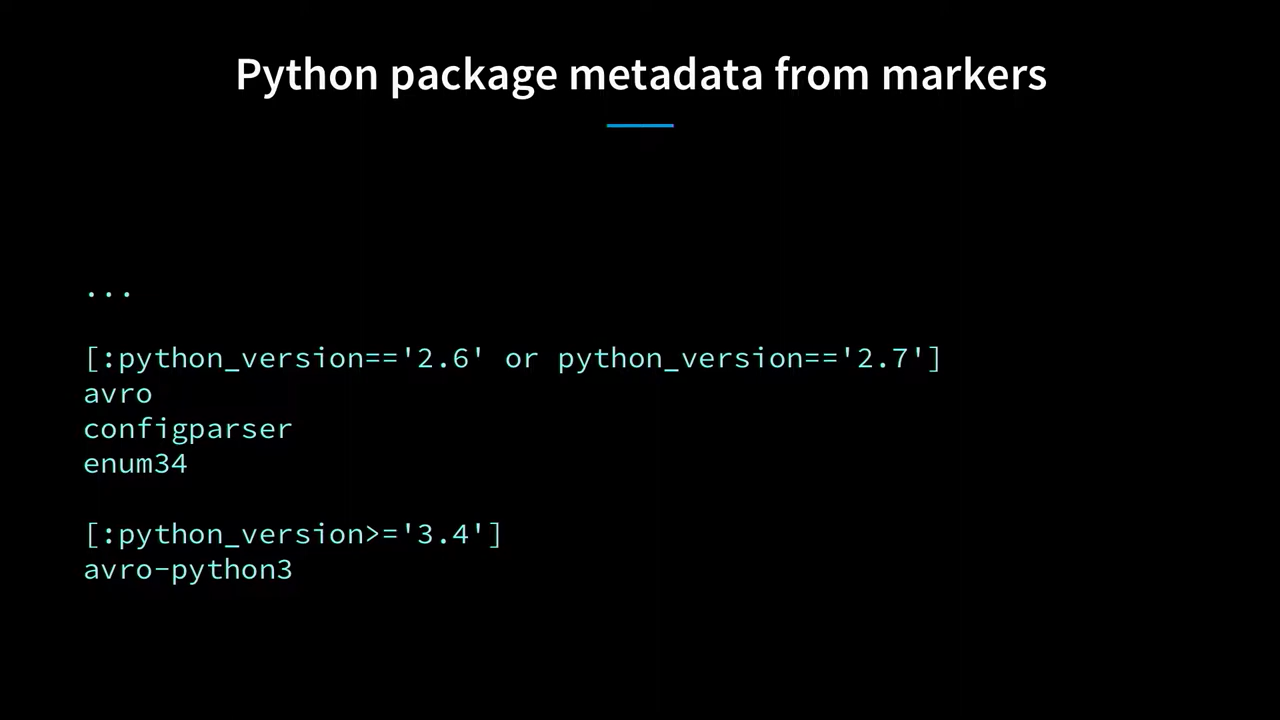 Python package metadata from markers
...
[:python_version=='2.6' or python_version=='2.7']
avro
configparser
enum34
[:python_version>='3.4']
avro-python3